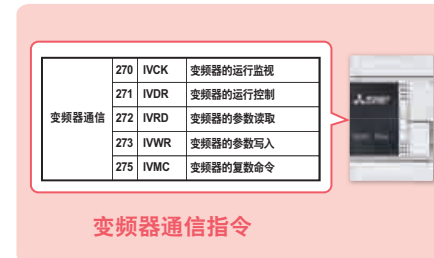 270 IVCK 变频器的运行监视
271 IVDR 变频器的运行控制
变频器通信 272 IVRD 变频器的参数读取
273 IVWR 变频器的参数写入
275 IVMC 变频器的复数命令
变频器通信指令